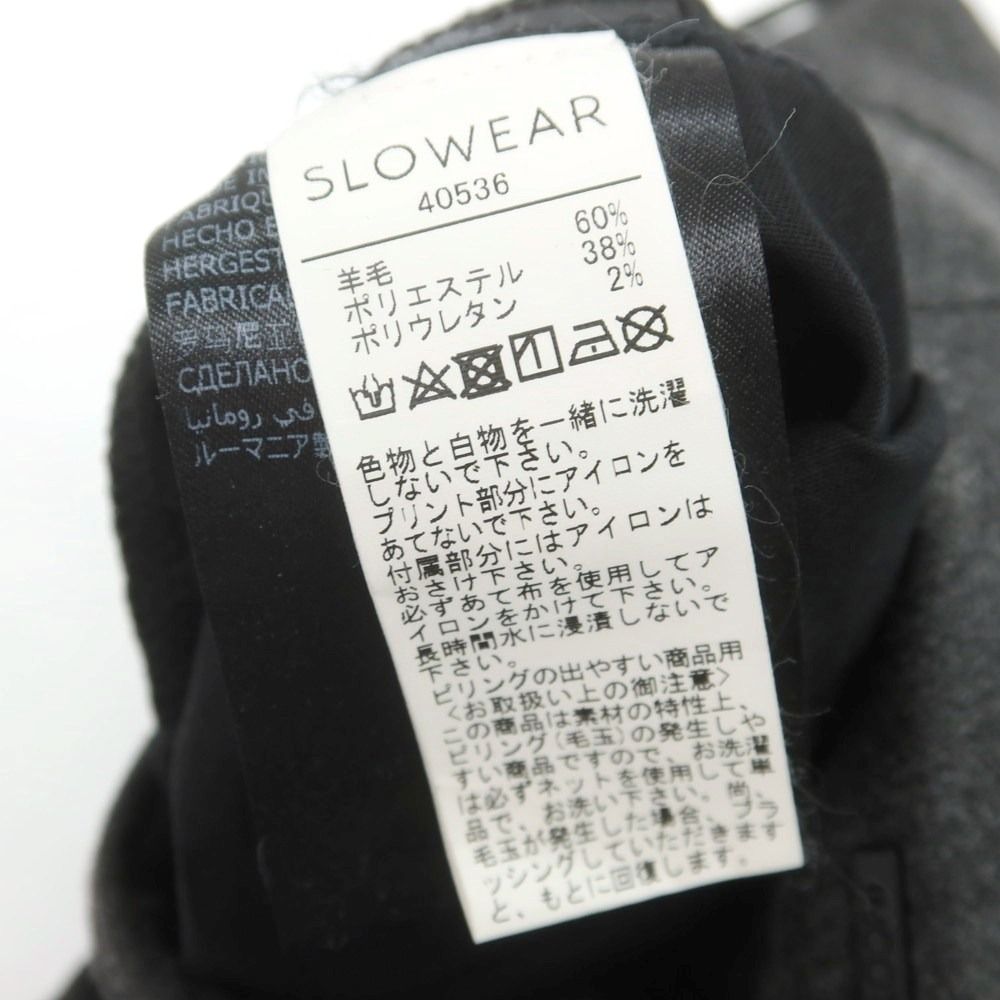 SLOWEAR
40536
羊毛 60%
ポリエステル 38%
ポリウレタン 2%
色物と白物を一緒に洗濯
しないで下さい。
プリント部分にアイロンを
あてないで下さい。
付属部分にはアイロンは
おさけ下さい。
必ずあて布を使用してア
イロンをかけて下さい。
長時間水に浸漬しないで
下さい。
ピリングの出やすい商品用
<お取扱い上の御注意>
この商品は素材の特性上、
ピリング(毛玉)の発生しや
すい商品ですので、お洗濯
は必ずネットを使用して単
品で、お洗い下さい。尚、
毛玉が発生した場合、ブラ
ッシングしていただきます
と、もとに回復します。
HECHO E
HERGEST
FABRICA
СДЕЛАНО
في رومانيا
ルーマニア製